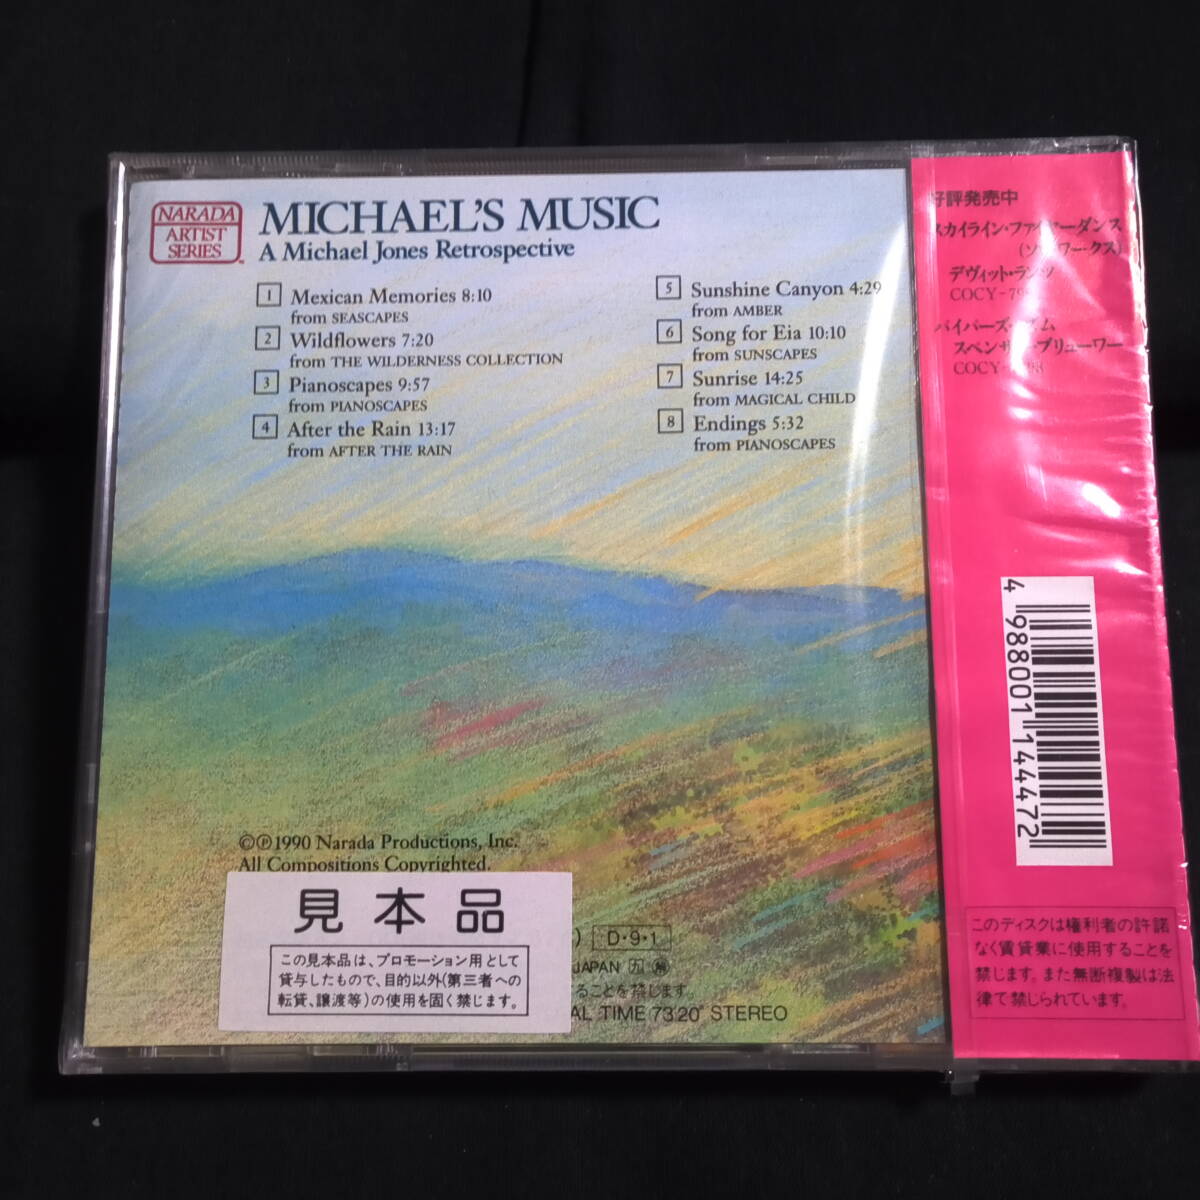 NARADA
ARTIST
SERIES
MICHAEL'S MUSIC
A Michael Jones Retrospective
1 Mexican Memories 8:10
from SEASCAPES
2 Wildflowers 7:20
from THE WILDERNESS COLLECTION
3 Pianoscapes 9:57
from PIANOSCAPES
4 After the Rain 13:17
from AFTER THE RAIN
5 Sunshine Canyon 4:29
from AMBER
6 Song for Eia 10:10
from SUNSCAPES
7 Sunrise 14:25
from MAGICAL CHILD
8 Endings 5:32
from PIANOSCAPES
©℗1990 Narada Productions, Inc.
All Compositions Copyrighted.
見本品
この見本品は、プロモーション用として
貸与したもので、目的以外(第三者への
転貸、譲渡等)の使用を固く禁じます。
D・9・1
JAPAN
ることを禁じます。
AL TIME 73'20" STEREO
好評発売中
スカイライン・ファイヤーダンス
デヴィット・ランツ
スペンサー・ブリューワー
4 988001 144472
このディスクは権利者の許諾
なく賃貸業に使用することを
禁じます。また無断複製は法
律で禁じられています。